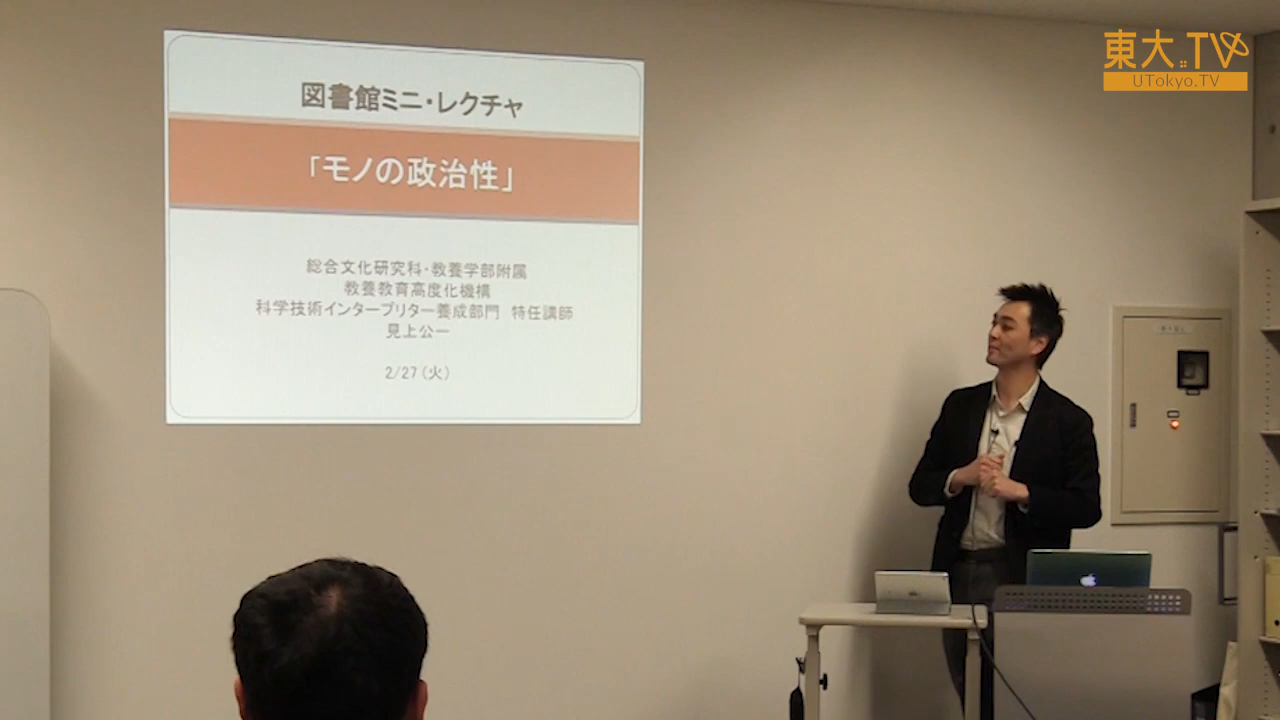 図書館ミニ・レクチャ
「モノの政治性」
総合文化研究科・教養学部附属
教養教育高度化機構
科学技術インタープリター養成部門　特任講師
見上公一
2/27（火）
東大.TV
UTokyo.TV